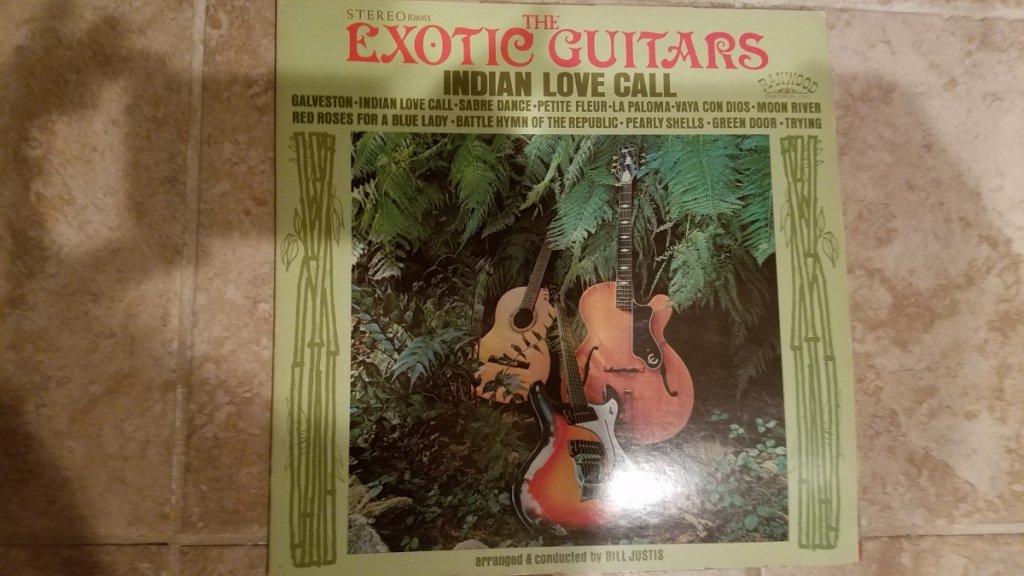 STEREO R8051
THE
EXOTIC GUITARS
INDIAN LOVE CALL
RANWOOD
GALVESTON•INDIAN LOVE CALL•SABRE DANCE•PETITE FLEUR•LA PALOMA•VAYA CON DIOS•MOON RIVER
RED ROSES FOR A BLUE LADY•BATTLE HYMN OF THE REPUBLIC•PEARLY SHELLS•GREEN DOOR•TRYING
arranged & conducted by BILL JUSTIS